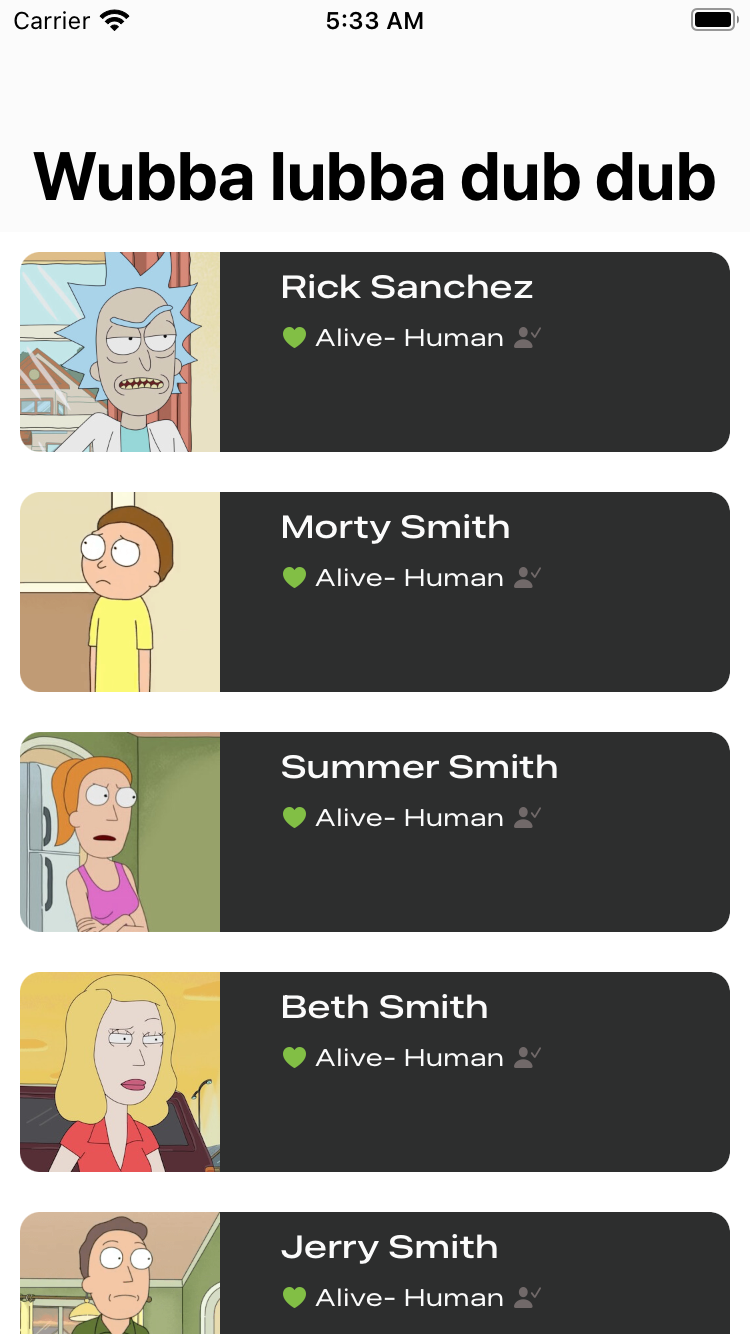 Carrier 5:33 AM
Wubba lubba dub dub
Rick Sanchez
Alive- Human
Morty Smith
Alive- Human
Summer Smith
Alive- Human
Beth Smith
Alive- Human
Jerry Smith
Alive- Human